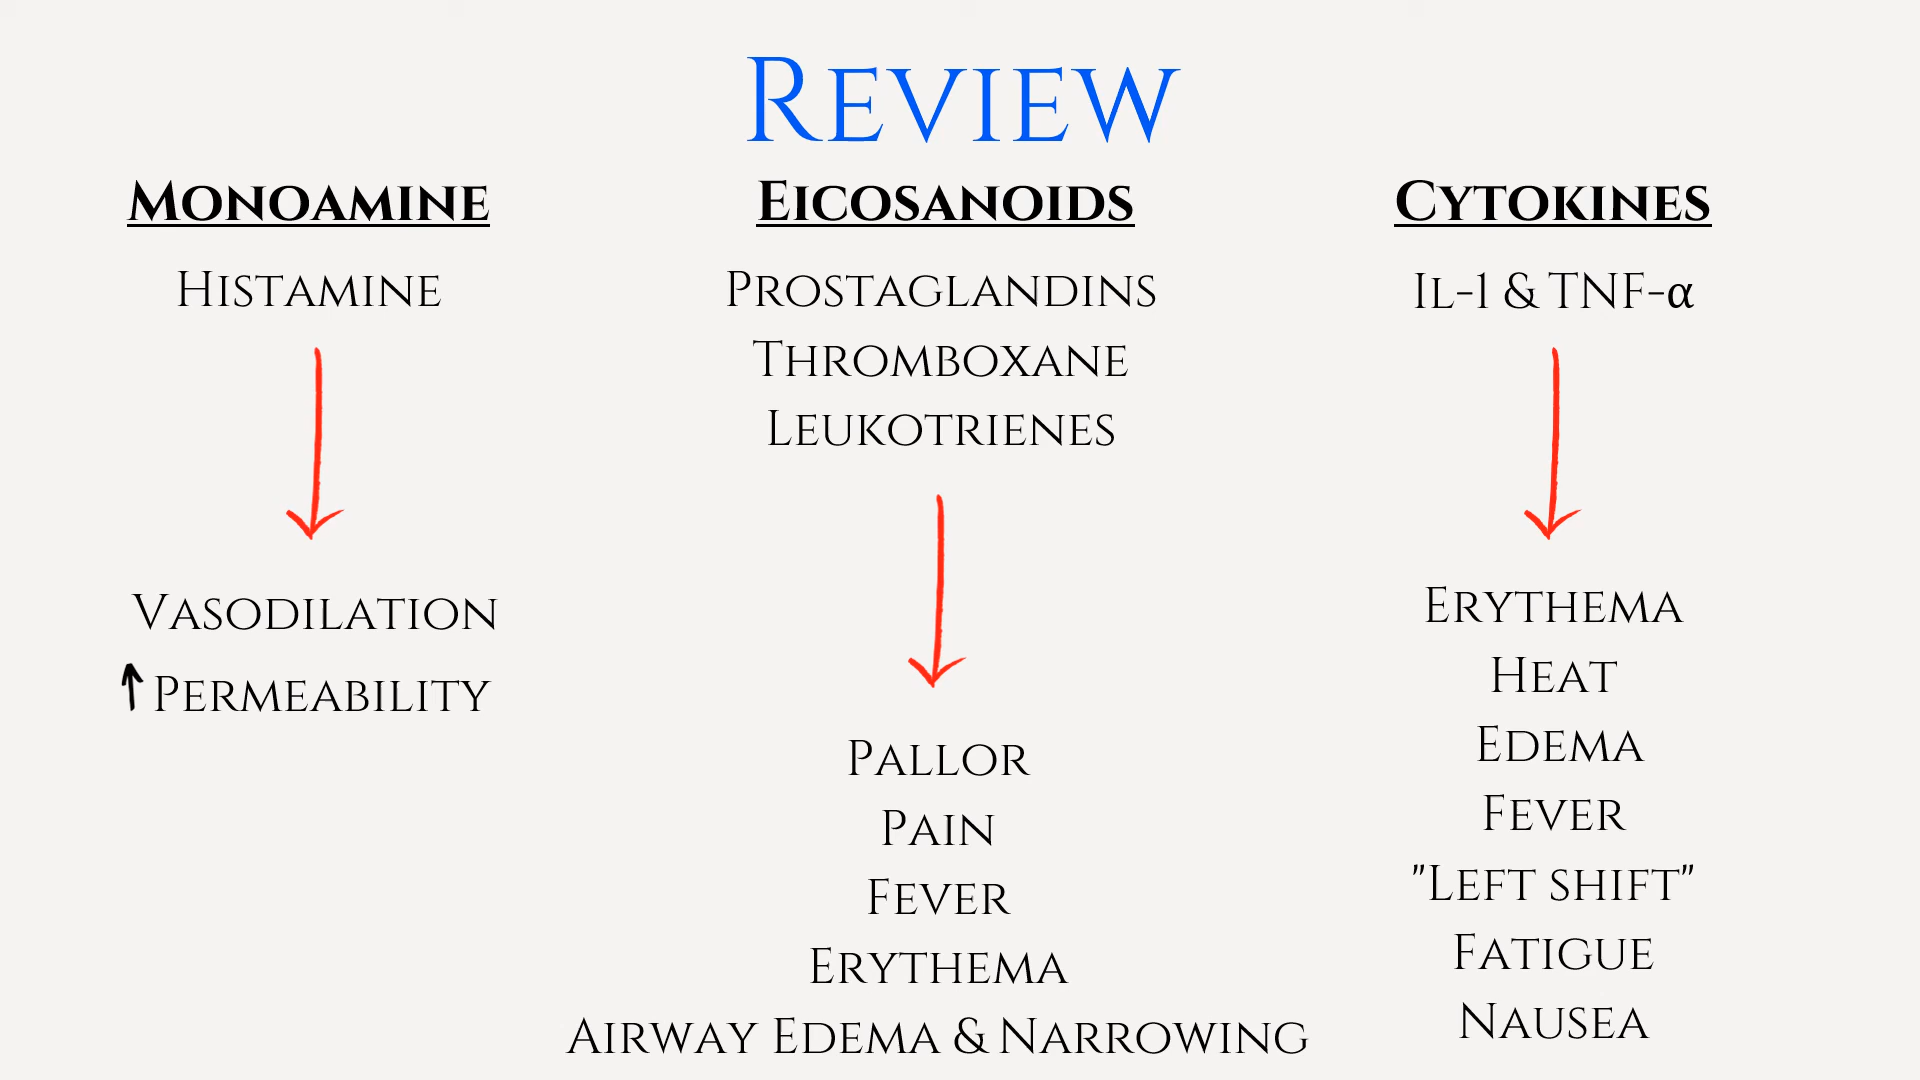 Review
Monoamine
Histamine
Vasodilation
↑ Permeability
Eicosanoids
Prostaglandins
Thromboxane
Leukotrienes
Pallor
Pain
Fever
Erythema
Airway Edema & Narrowing
Cytokines
Il-1 & TNF-α
Erythema
Heat
Edema
Fever
"Left shift"
Fatigue
Nausea